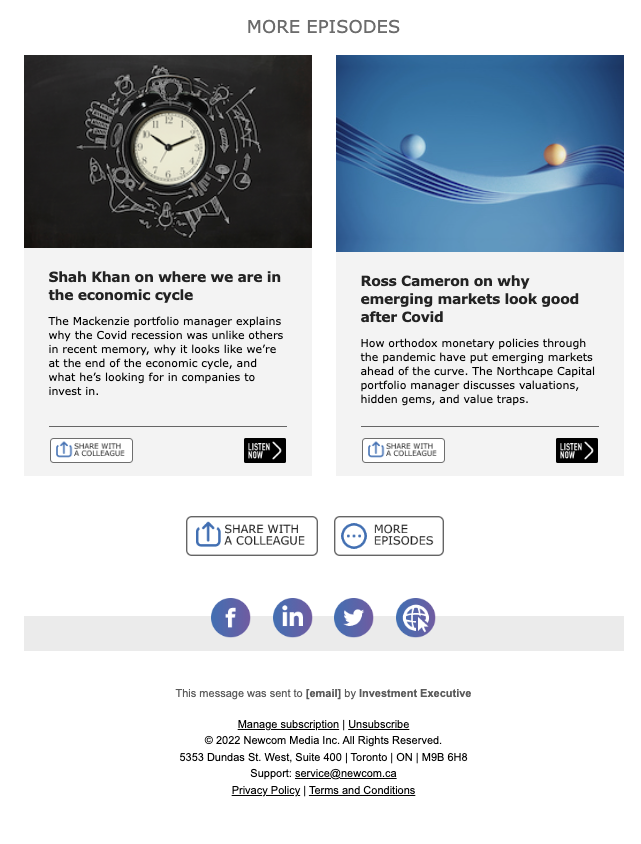 MORE EPISODES
Shah Khan on where we are in
the economic cycle
The Mackenzie portfolio manager explains
why the Covid recession was unlike others
in recent memory, why it looks like we’re
at the end of the economic cycle, and
what he’s looking for in companies to
invest in.
SHARE WITH
A COLLEAGUE
LISTEN
NOW
Ross Cameron on why
emerging markets look good
after Covid
How orthodox monetary policies through
the pandemic have put emerging markets
ahead of the curve. The Northcape Capital
portfolio manager discusses valuations,
hidden gems, and value traps.
SHARE WITH
A COLLEAGUE
LISTEN
NOW
SHARE WITH
A COLLEAGUE
MORE
EPISODES
This message was sent to [email] by Investment Executive
Manage subscription | Unsubscribe
© 2022 Newcom Media Inc. All Rights Reserved.
5353 Dundas St. West, Suite 400 | Toronto | ON | M9B 6H8
Support: service@newcom.ca
Privacy Policy | Terms and Conditions